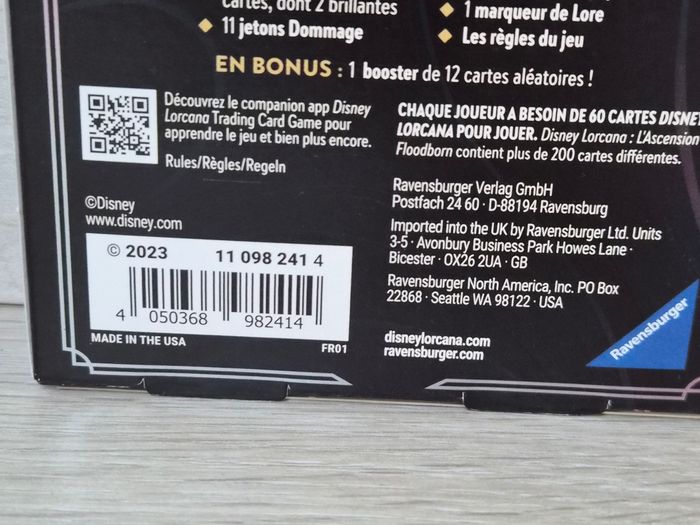 cartes, dont 2 brillantes
◆ 11 jetons Dommage
◆ 1 marqueur de Lore
◆ Les règles du jeu
EN BONUS : 1 booster de 12 cartes aléatoires !
Découvrez le companion app Disney
Lorcana Trading Card Game pour
apprendre le jeu et bien plus encore.
Rules/Règles/Regeln
CHAQUE JOUEUR A BESOIN DE 60 CARTES DISNEY
LORCANA POUR JOUER. Disney Lorcana : L'Ascension
Floodborn contient plus de 200 cartes différentes.
©Disney
www.disney.com
Ravensburger Verlag GmbH
Postfach 24 60 · D-88194 Ravensburg
Imported into the UK by Ravensburger Ltd. Units
3-5 · Avonbury Business Park Howes Lane ·
Bicester · OX26 2UA · GB
Ravensburger North America, Inc. PO Box
22868 · Seattle WA 98122 · USA
© 2023 11 098 241 4
4 050368 982414
MADE IN THE USA
FR01
disneylorcana.com
ravensburger.com
Ravensburger